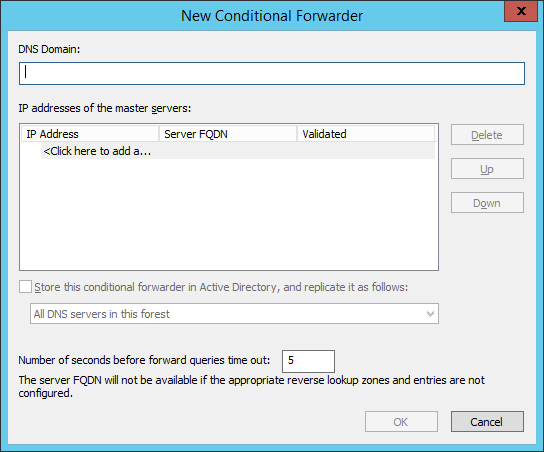 New Conditional Forwarder
x
DNS Domain:
IP addresses of the master servers:
IP Address Server FQDN Validated
<Click here to add a...
Delete
Up
Down
Store this conditional forwarder in Active Directory, and replicate it as follows:
All DNS servers in this forest
Number of seconds before forward queries time out: 5
The server FQDN will not be available if the appropriate reverse lookup zones and entries are not
configured.
OK Cancel